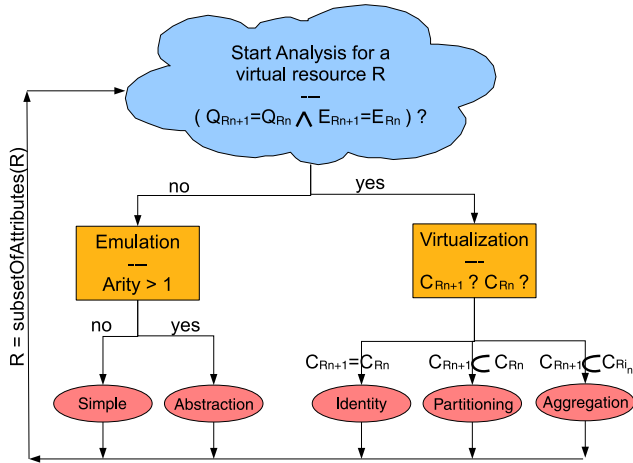 Start Analysis for a
virtual resource R
---
( QRn+1=QRn ∧ ERn+1=ERn ) ?
no
yes
Emulation
---
Arity > 1
Virtualization
---
CRn+1 ? CRn ?
no
yes
CRn+1=CRn
CRn+1⊂ CRn
CRn+1⊂CRin
Simple
Abstraction
Identity
Partitioning
Aggregation
R = subsetOfAttributes(R)